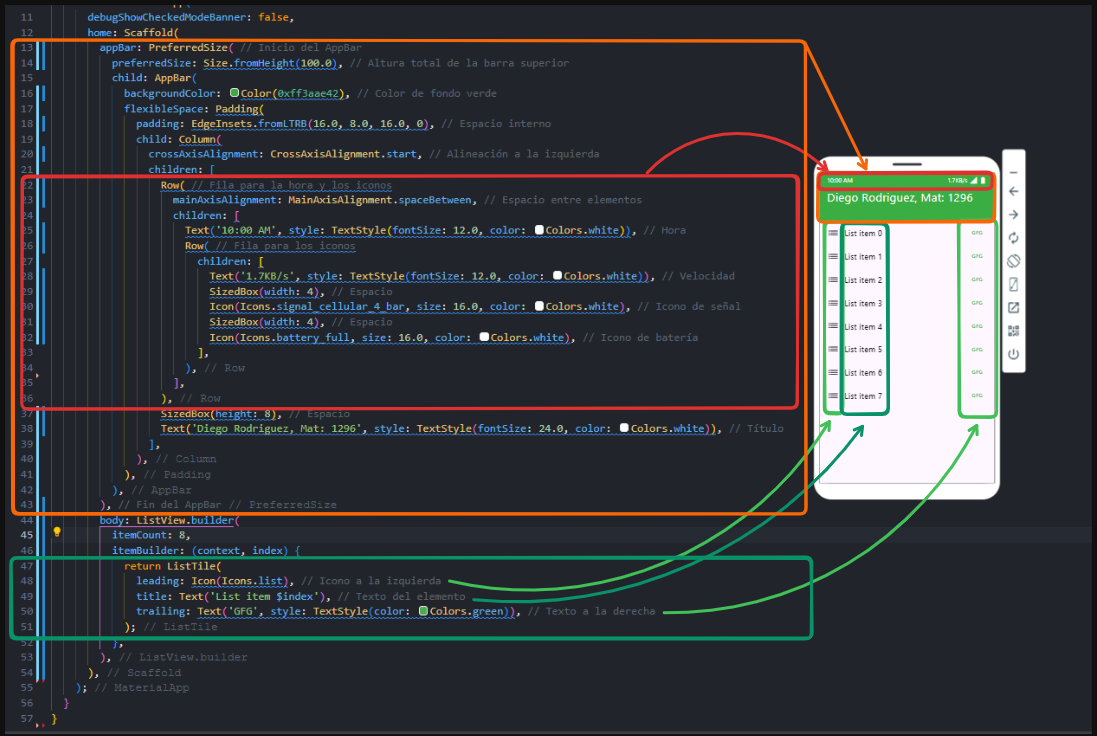 11 debugShowCheckedModeBanner: false,
12 home: Scaffold(
13 appBar: PreferredSize( // Inicio del AppBar
14 preferredSize: Size.fromHeight(100.0), // Altura total de la barra superior
15 child: AppBar(
16 backgroundColor: Color(0xff3aae42), // Color de fondo verde
17 flexibleSpace: Padding(
18 padding: EdgeInsets.fromLTRB(16.0, 8.0, 16.0, 0), // Espacio interno
19 child: Column(
20 crossAxisAlignment: CrossAxisAlignment.start, // Alineación a la izquierda
21 children: [
22 Row( // Fila para la hora y los iconos
23 mainAxisAlignment: MainAxisAlignment.spaceBetween, // Espacio entre elementos
24 children: [
25 Text('10:00 AM', style: TextStyle(fontSize: 12.0, color: Colors.white)), // Hora
26 Row( // Fila para los iconos
27 children: [
28 Text('1.7KB/s', style: TextStyle(fontSize: 12.0, color: Colors.white)), // Velocidad
29 SizedBox(width: 4), // Espacio
30 Icon(Icons.signal_cellular_4_bar, size: 16.0, color: Colors.white), // Icono de señal
31 SizedBox(width: 4), // Espacio
32 Icon(Icons.battery_full, size: 16.0, color: Colors.white), // Icono de batería
33 ],
34 ), // Row
35 ],
36 ), // Row
37 SizedBox(height: 8), // Espacio
38 Text('Diego Rodriguez, Mat: 1296', style: TextStyle(fontSize: 24.0, color: Colors.white)), // Título
39 ],
40 ), // Column
41 ), // Padding
42 ), // AppBar
43 ), // Fin del AppBar // PreferredSize
44 body: ListView.builder(
45 itemCount: 8,
46 itemBuilder: (context, index) {
47 return ListTile(
48 leading: Icon(Icons.list), // Icono a la izquierda
49 title: Text('List item $index'), // Texto del elemento
50 trailing: Text('GFG', style: TextStyle(color: Colors.green)), // Texto a la derecha
51 ); // ListTile
52 },
53 ), // ListView.builder
54 ), // Scaffold
55 ); // MaterialApp
56 }
57 }
10:00 AM 1.7KB/s
Diego Rodriguez, Mat: 1296
List item 0 GFG
List item 1 GFG
List item 2 GFG
List item 3 GFG
List item 4 GFG
List item 5 GFG
List item 6 GFG
List item 7 GFG